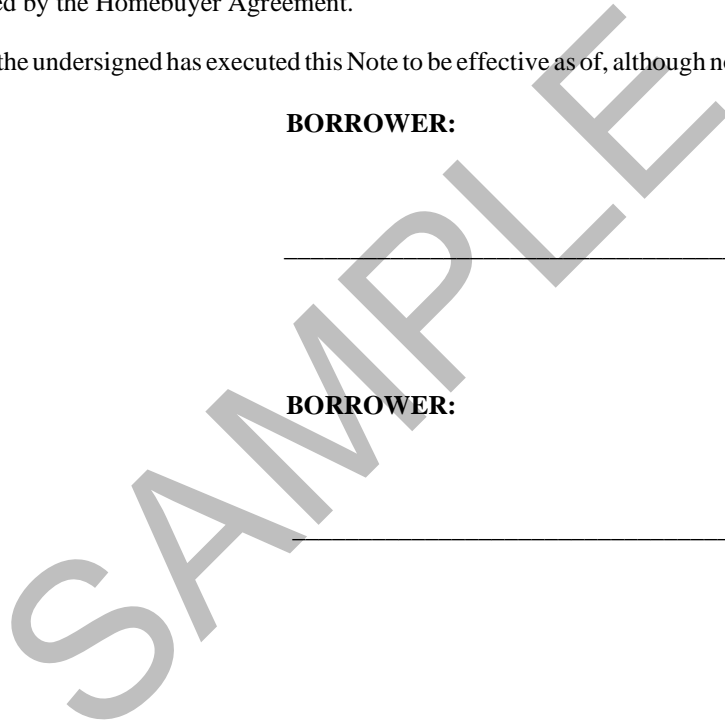 ed by the Homebuyer Agreement.
the undersigned has executed this Note to be effective as of, although
BORROWER:
BORROWER:
SAMPLE